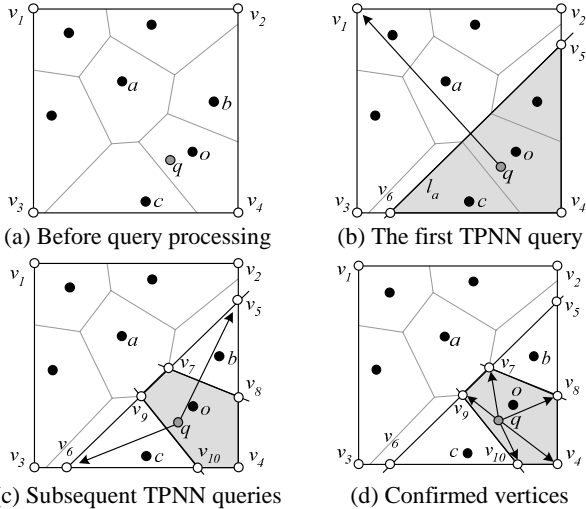 v1 v2
a
b
o
q
v3 c v4
(a) Before query processing
v1 v2
v5
a
b
o
q
v6 la
v3 c v4
(b) The first TPNN query
v1 v2
v5
a
v7 b
v9 o v8
q
v6
v3 c v10 v4
(c) Subsequent TPNN queries
v1 v2
v5
a
v7 b
v9 o v8
q
v6
v3 c v10 v4
(d) Confirmed vertices